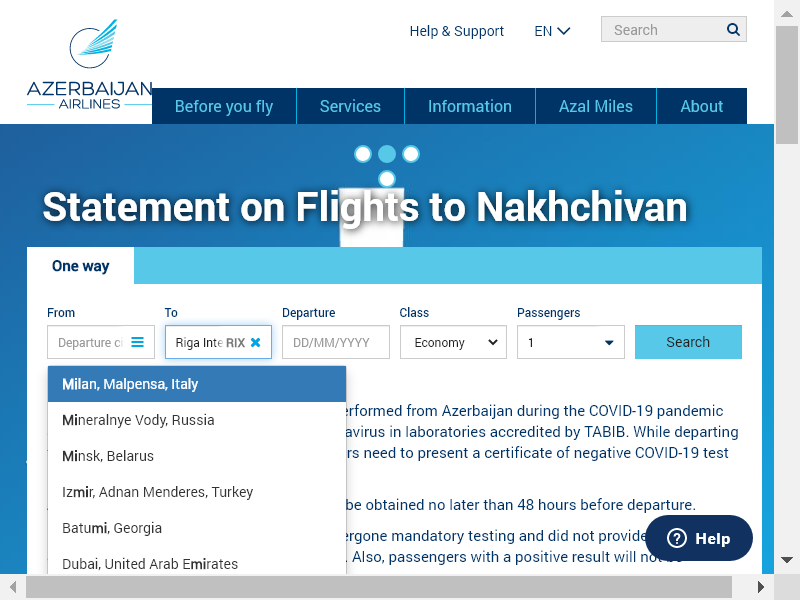 Help & Support
EN
Search
AZERBAIJAN
AIRLINES
Before you fly
Services
Information
Azal Miles
About
Statement on Flights to Nakhchivan
One way
From
To
Departure
Class
Passengers
Departure ci
Riga Inte RIX
DD/MM/YYYY
Economy
1
Search
Milan, Malpensa, Italy
Mineralnye Vody, Russia
Minsk, Belarus
Izmir, Adnan Menderes, Turkey
Batumi, Georgia
Dubai, United Arab Emirates
erformed from Azerbaijan during the COVID-19 pandemic
avirus in laboratories accredited by TABIB. While departing
rs need to present a certificate of negative COVID-19 test
be obtained no later than 48 hours before departure.
ergone mandatory testing and did not provide
. Also, passengers with a positive result will not be
Help